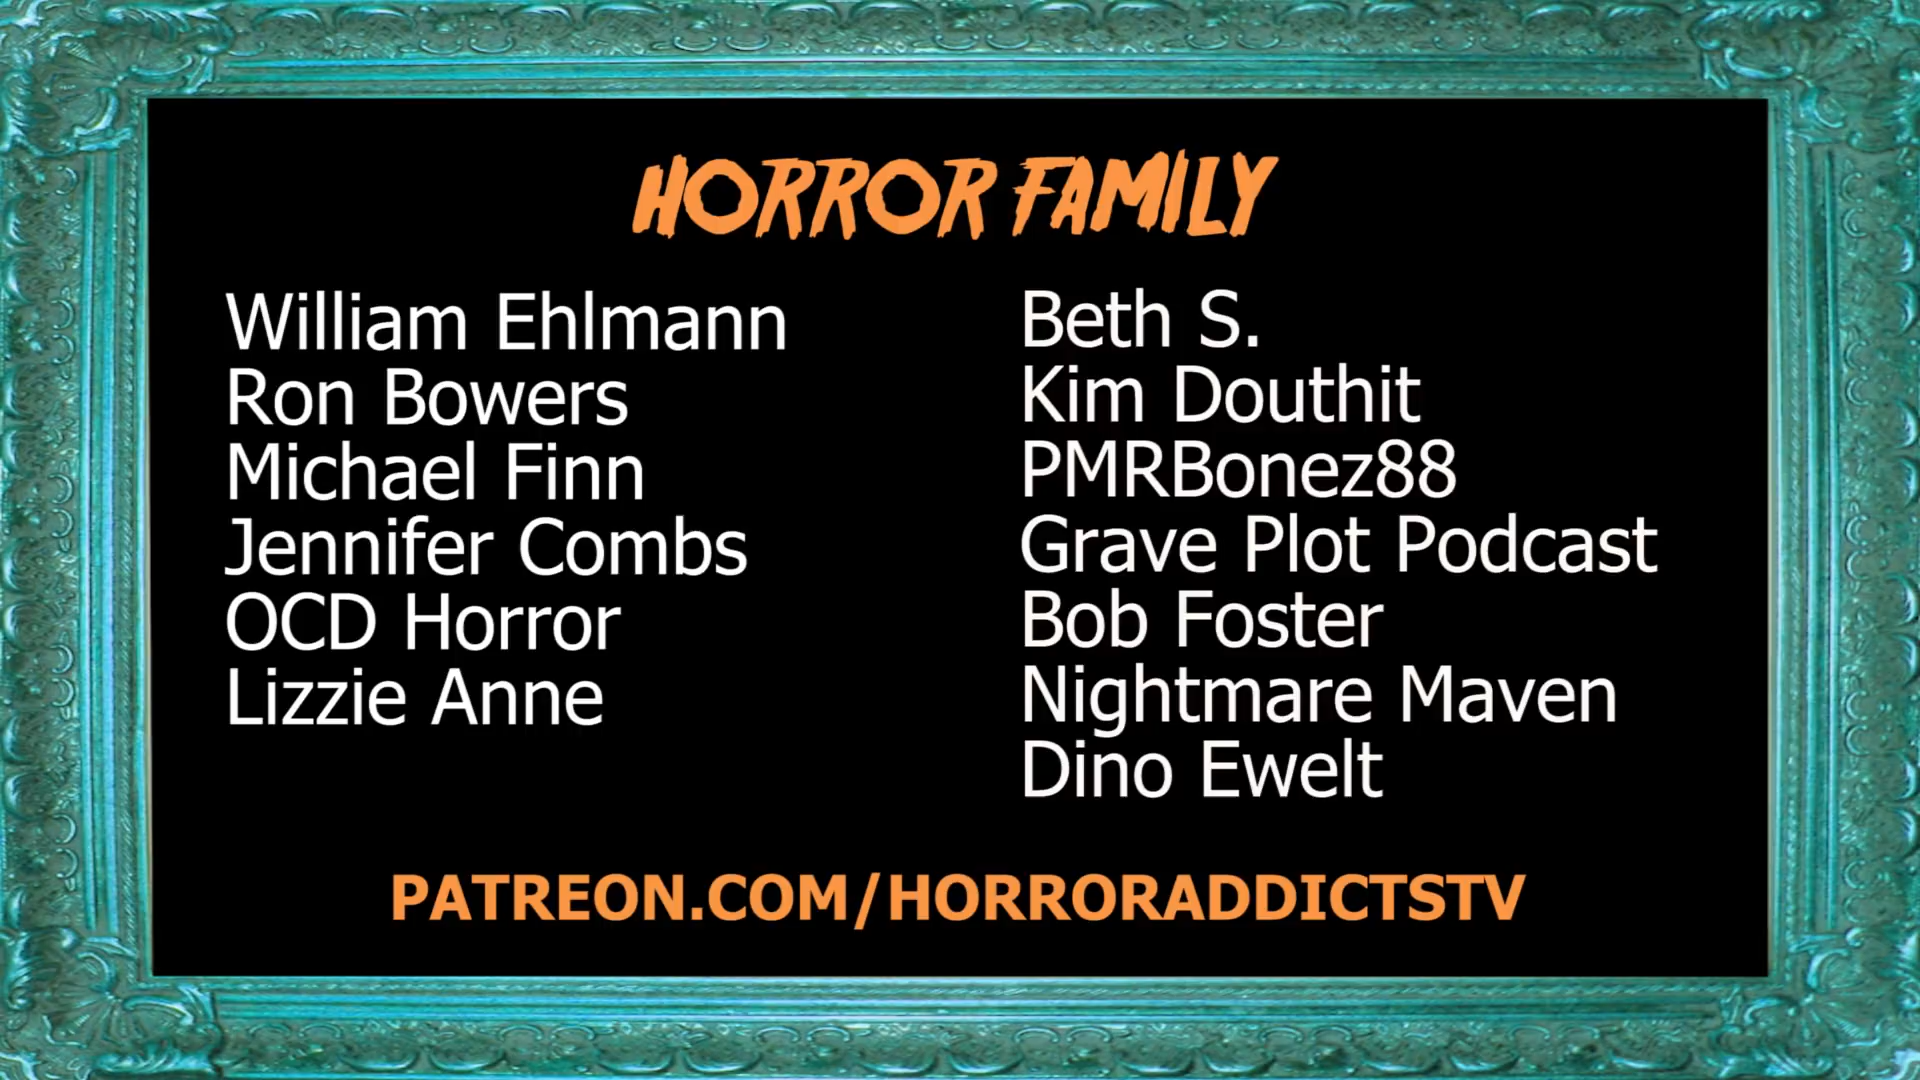 HORROR FAMILY
William Ehlmann
Ron Bowers
Michael Finn
Jennifer Combs
OCD Horror
Lizzie Anne
Beth S.
Kim Douthit
PMRBonez88
Grave Plot Podcast
Bob Foster
Nightmare Maven
Dino Ewelt
PATREON.COM/HORRORADDICTSTV